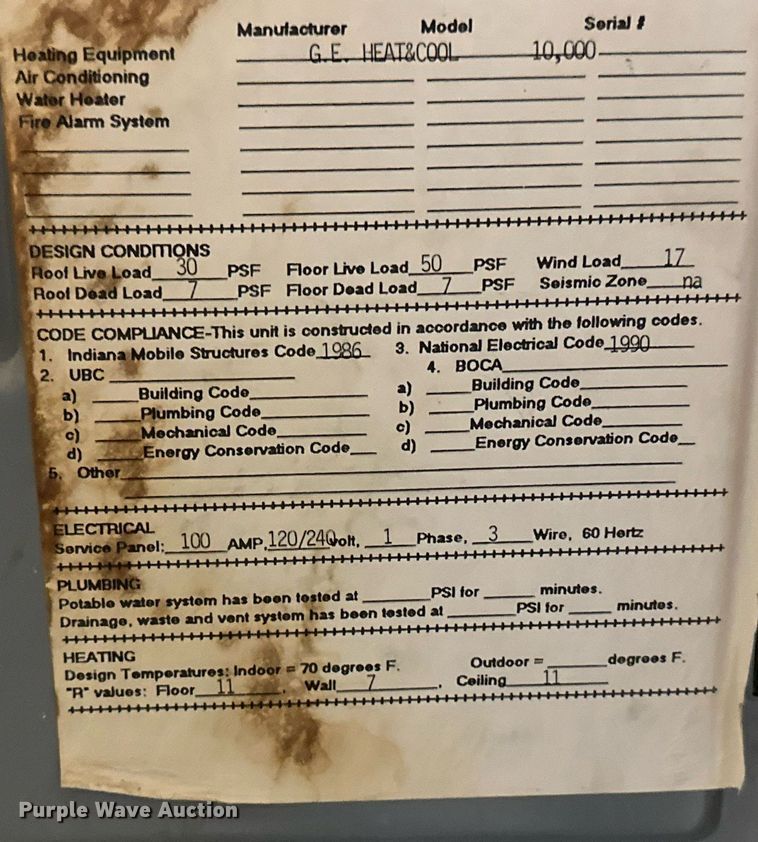 Manufacturer Model Serial #
Heating Equipment G.E. HEAT&COOL 10,000
Air Conditioning
Water Heater
Fire Alarm System
DESIGN CONDITIONS
Roof Live Load 30 PSF Floor Live Load 50 PSF Wind Load 17
Roof Dead Load 7 PSF Floor Dead Load 7 PSF Seismic Zone na
CODE COMPLIANCE-This unit is constructed in accordance with the following codes.
1. Indiana Mobile Structures Code 1986 3. National Electrical Code 1990
2. UBC 4. BOCA
a) Building Code a) Building Code
b) Plumbing Code b) Plumbing Code
c) Mechanical Code c) Mechanical Code
d) Energy Conservation Code d) Energy Conservation Code
5. Other
ELECTRICAL
Service Panel: 100 AMP, 120/240 Volt, 1 Phase, 3 Wire, 60 Hertz
PLUMBING
Potable water system has been tested at PSI for minutes.
Drainage, waste and vent system has been tested at PSI for minutes.
HEATING
Design Temperatures: Indoor = 70 degrees F. Outdoor = degrees F.
"R" values: Floor 11, Wall 7, Ceiling 11
Purple Wave Auction